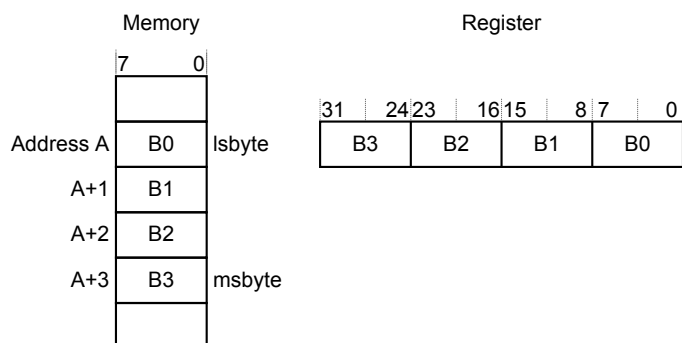 Memory Register
7 0
31 24 23 16 15 8 7 0
Address A B0 lsbyte B3 B2 B1 B0
A+1 B1
A+2 B2
A+3 B3 msbyte